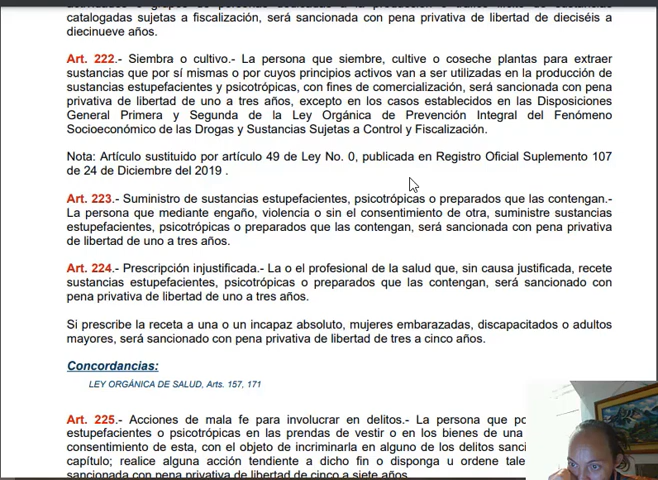 catalogadas sujetas a fiscalización, será sancionada con pena privativa de libertad de dieciséis a
diecinueve años.
Art. 222.- Siembra o cultivo.- La persona que siembre, cultive o coseche plantas para extraer
sustancias que por sí mismas o por cuyos principios activos van a ser utilizadas en la producción de
sustancias estupefacientes y psicotrópicas, con fines de comercialización, será sancionada con pena
privativa de libertad de uno a tres años, excepto en los casos establecidos en las Disposiciones
General Primera y Segunda de la Ley Orgánica de Prevención Integral del Fenómeno
Socioeconómico de las Drogas y Sustancias Sujetas a Control y Fiscalización.
Nota: Artículo sustituido por artículo 49 de Ley No. 0, publicada en Registro Oficial Suplemento 107
de 24 de Diciembre del 2019 .
Art. 223.- Suministro de sustancias estupefacientes, psicotrópicas o preparados que las contengan.-
La persona que mediante engaño, violencia o sin el consentimiento de otra, suministre sustancias
estupefacientes, psicotrópicas o preparados que las contengan, será sancionada con pena privativa
de libertad de uno a tres años.
Art. 224.- Prescripción injustificada.- La o el profesional de la salud que, sin causa justificada, recete
sustancias estupefacientes, psicotrópicas o preparados que las contengan, será sancionado con
pena privativa de libertad de uno a tres años.
Si prescribe la receta a una o un incapaz absoluto, mujeres embarazadas, discapacitados o adultos
mayores, será sancionado con pena privativa de libertad de tres a cinco años.
Concordancias:
LEY ORGÁNICA DE SALUD, Arts. 157, 171
Art. 225.- Acciones de mala fe para involucrar en delitos.- La persona que
estupefacientes o psicotrópicas en las prendas de vestir o en los bienes de una
consentimiento de esta, con el objeto de incriminarla en alguno de los delitos
capítulo; realice alguna acción tendiente a dicho fin o disponga u ordene
sancionada con pena privativa de libertad de cinco a siete años.